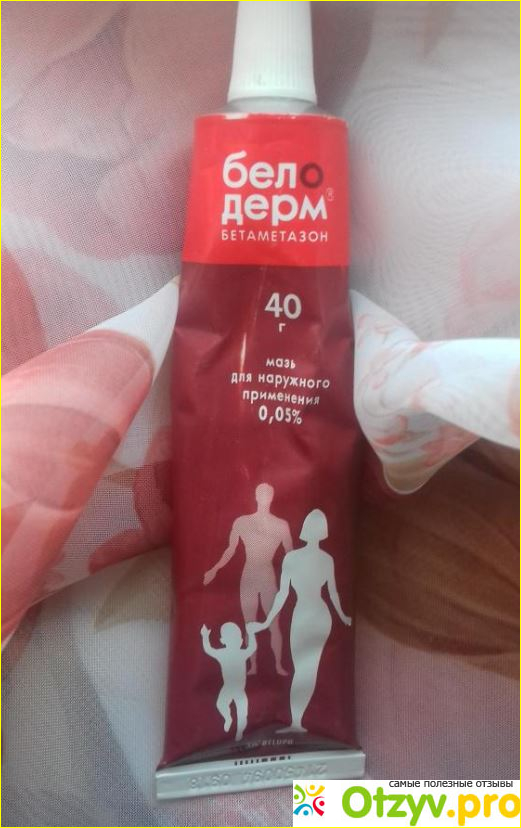 бело
дерм®
БЕТАМЕТАЗОН
40
г
мазь
для наружного
применения
0,05%
самые полезные отзывы
Otzyv.pro